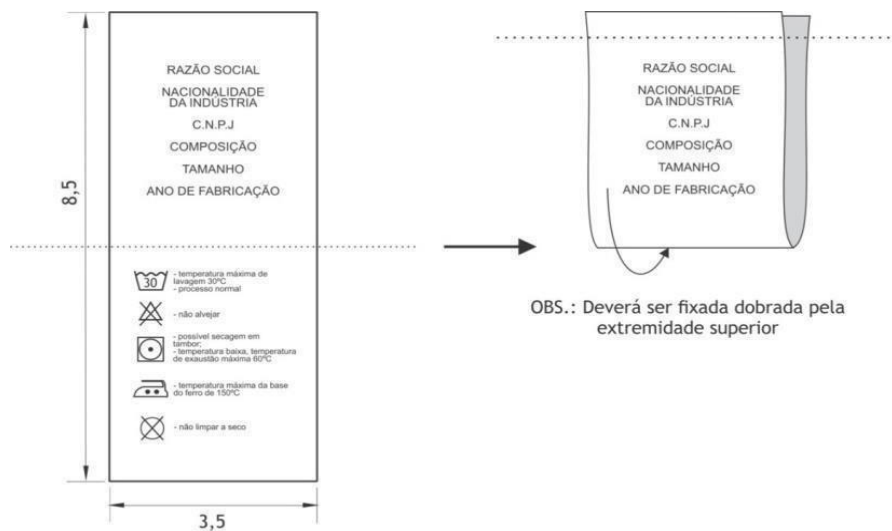 RAZÃO SOCIAL
NACIONALIDADE
DA INDÚSTRIA
C.N.P.J
COMPOSIÇÃO
TAMANHO
ANO DE FABRICAÇÃO
8,5
30
- temperatura máxima de
lavagem 30ºC
- processo normal
- não alvejar
- possível secagem em
tambor;
- temperatura baixa, temperatura
de exaustão máxima 60ºC
- temperatura máxima da base
do ferro de 150ºC
- não limpar a seco
3,5
RAZÃO SOCIAL
NACIONALIDADE
DA INDÚSTRIA
C.N.P.J
COMPOSIÇÃO
TAMANHO
ANO DE FABRICAÇÃO
OBS.: Deverá ser fixada dobrada pela
extremidade superior